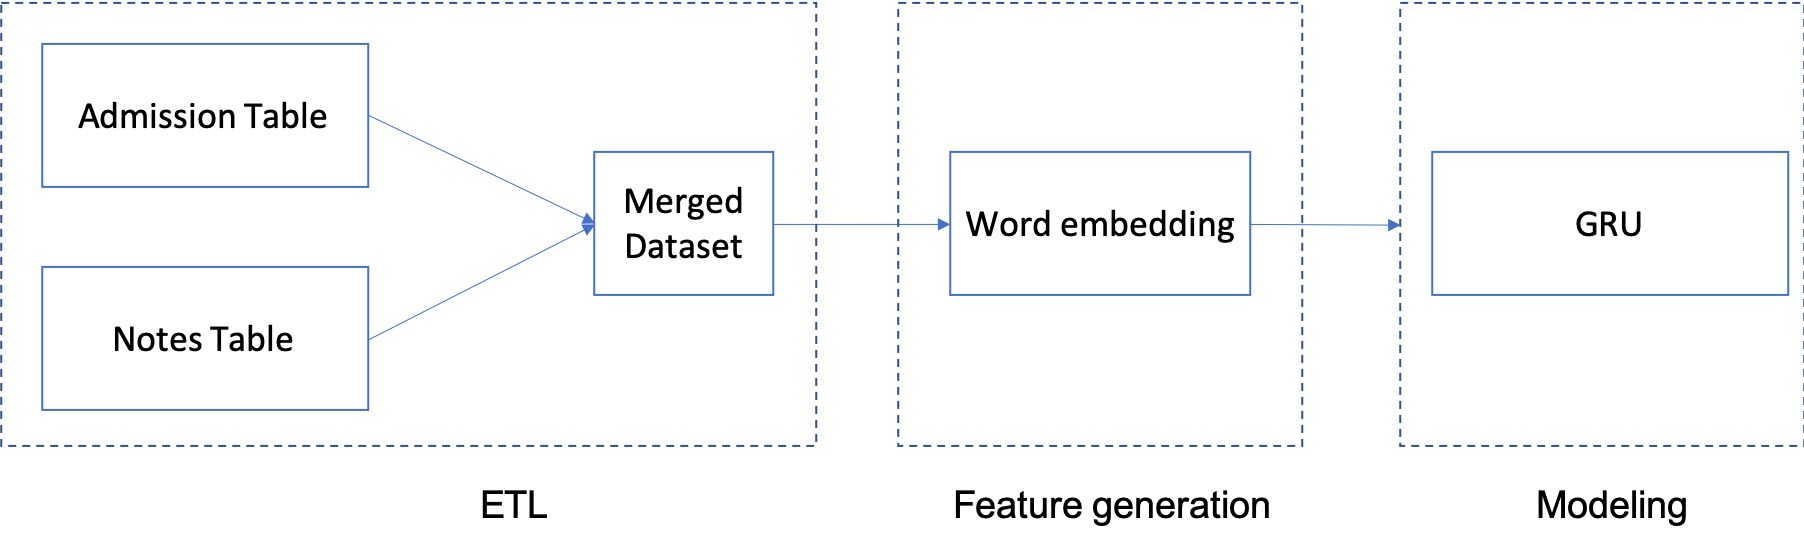 Admission Table
Notes Table
Merged
Dataset
Word embedding
GRU
ETL
Feature generation
Modeling